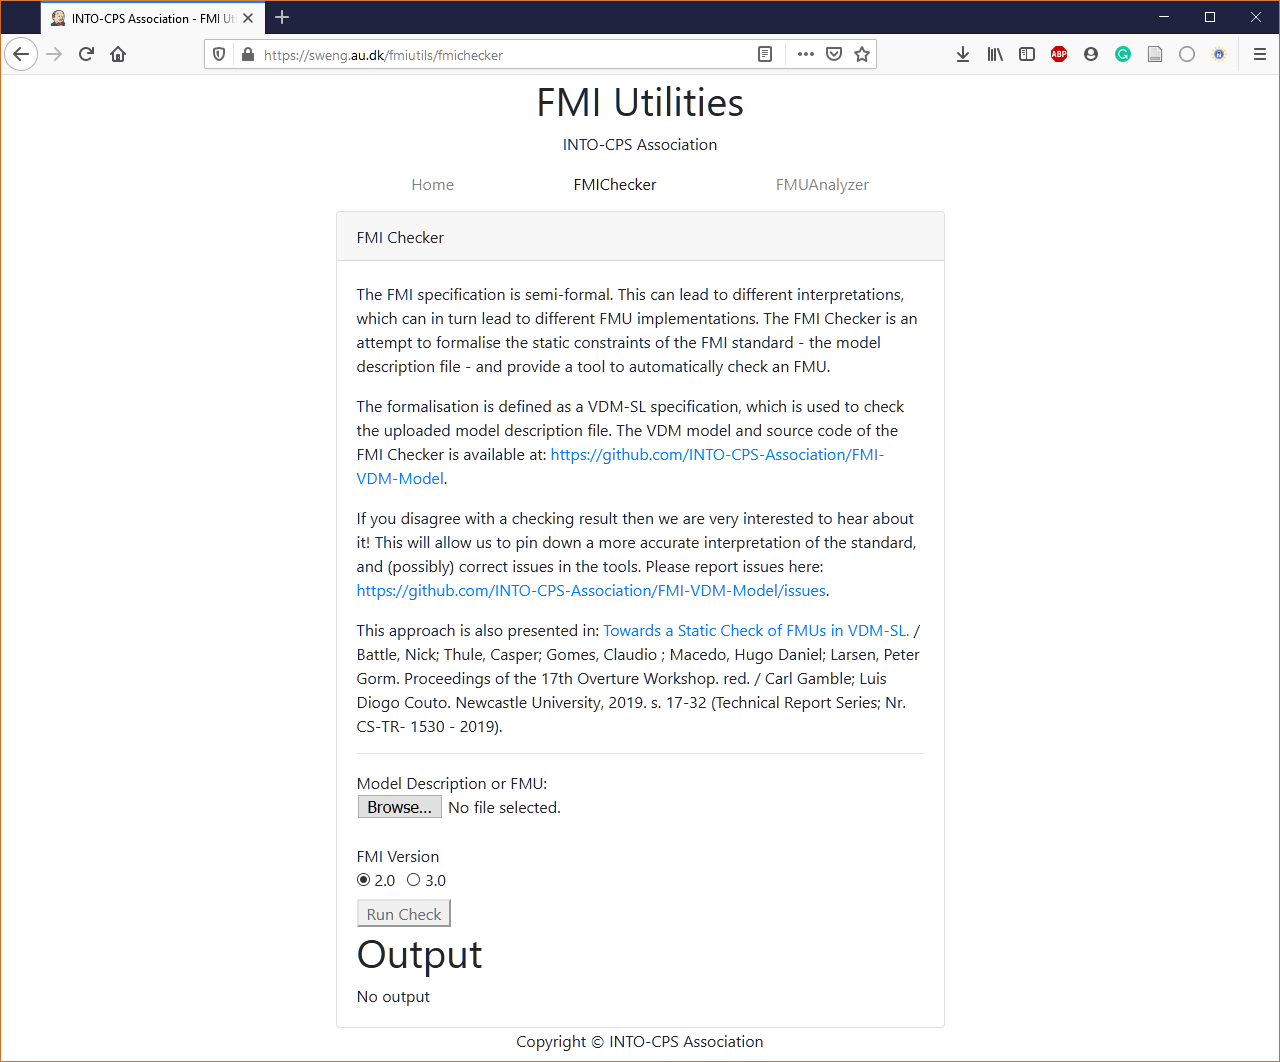 INTO-CPS Association - FMI Uti
https://sweng.au.dk/fmiutils/fmichecker
ABP
FMI Utilities
INTO-CPS Association
Home FMIChecker FMUAnalyzer
FMI Checker
The FMI specification is semi-formal. This can lead to different interpretations,
which can in turn lead to different FMU implementations. The FMI Checker is an
attempt to formalise the static constraints of the FMI standard - the model
description file - and provide a tool to automatically check an FMU.
The formalisation is defined as a VDM-SL specification, which is used to check
the uploaded model description file. The VDM model and source code of the
FMI Checker is available at: https://github.com/INTO-CPS-Association/FMI-
VDM-Model.
If you disagree with a checking result then we are very interested to hear about
it! This will allow us to pin down a more accurate interpretation of the standard,
and (possibly) correct issues in the tools. Please report issues here:
https://github.com/INTO-CPS-Association/FMI-VDM-Model/issues.
This approach is also presented in: Towards a Static Check of FMUs in VDM-SL. /
Battle, Nick; Thule, Casper; Gomes, Claudio ; Macedo, Hugo Daniel; Larsen, Peter
Gorm. Proceedings of the 17th Overture Workshop. red. / Carl Gamble; Luis
Diogo Couto. Newcastle University, 2019. s. 17-32 (Technical Report Series; Nr.
CS-TR- 1530 - 2019).
Model Description or FMU:
Browse... No file selected.
FMI Version
2.0 3.0
Run Check
Output
No output
Copyright © INTO-CPS Association